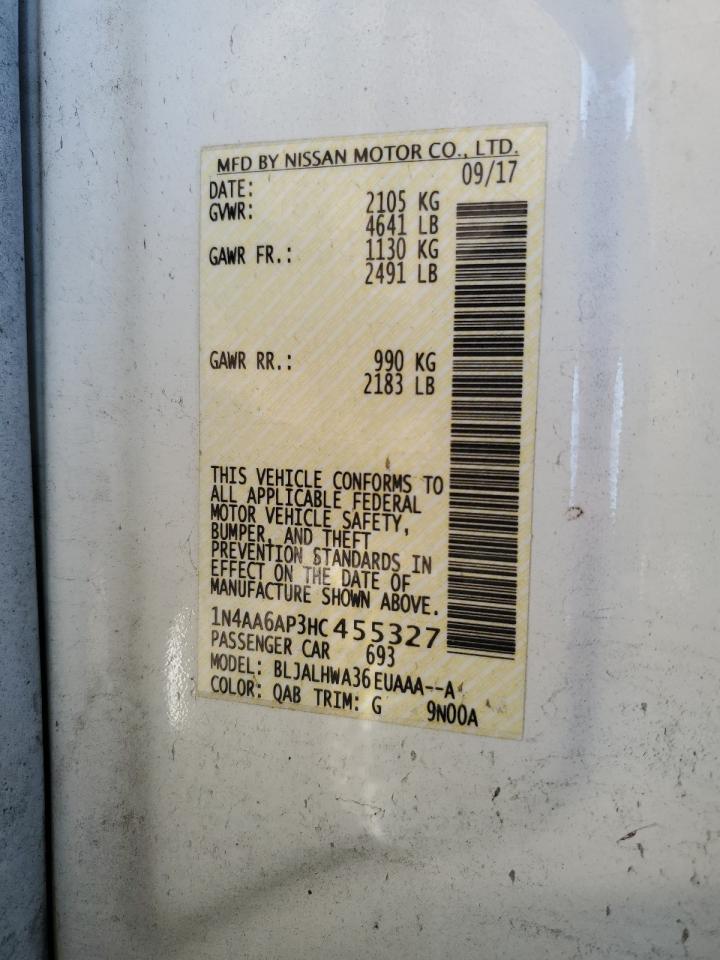 MFD BY NISSAN MOTOR CO., LTD.
DATE: 09/17
GVWR: 2105 KG
4641 LB
GAWR FR.: 1130 KG
2491 LB
GAWR RR.: 990 KG
2183 LB
THIS VEHICLE CONFORMS TO
ALL APPLICABLE FEDERAL
MOTOR VEHICLE SAFETY,
BUMPER, AND THEFT
PREVENTION STANDARDS IN
EFFECT ON THE DATE OF
MANUFACTURE SHOWN ABOVE.
1N4AA6AP3HC455327
PASSENGER CAR 693
MODEL: BLJALHWA36EUAAA--A
COLOR: QAB TRIM: G 9N00A